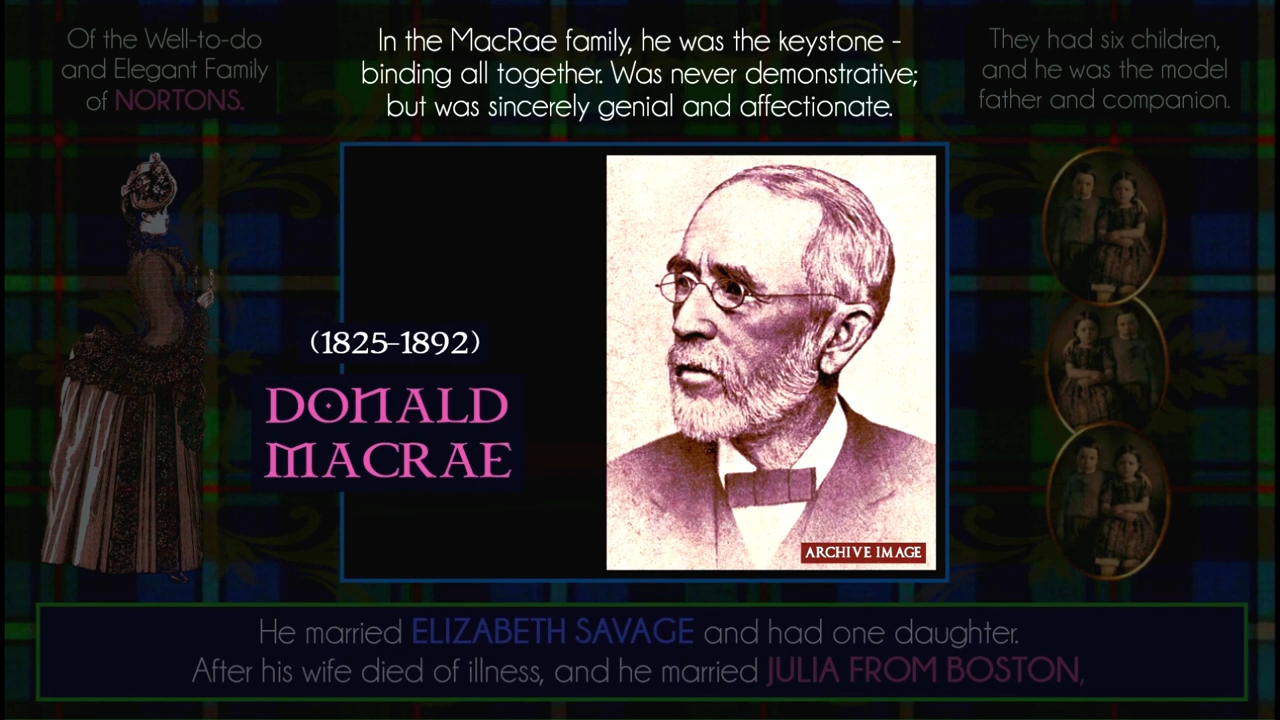 Of the Well-to-do
and Elegant Family
of NORTONS.
In the MacRae family, he was the keystone -
binding all together. Was never demonstrative;
but was sincerely genial and affectionate.
They had six children,
and he was the model
father and companion.
(1825-1892)
DONALD
MACRAE
ARCHIVE IMAGE
He married ELIZABETH SAVAGE and had one daughter.
After his wife died of illness, and he married JULIA FROM BOSTON,